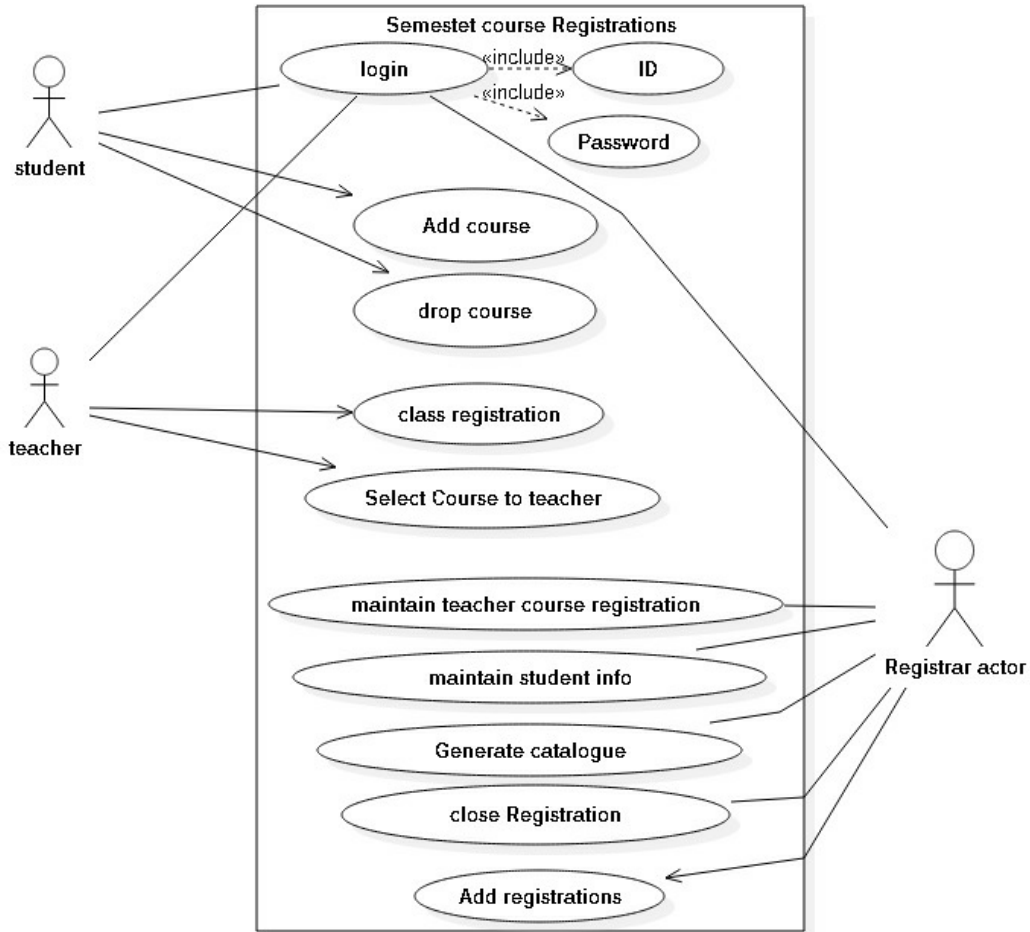 Semestet course Registrations
login
«include»
ID
«include»
Password
student
Add course
drop course
teacher
class registration
Select Course to teacher
maintain teacher course registration
Registrar actor
maintain student info
Generate catalogue
close Registration
Add registrations